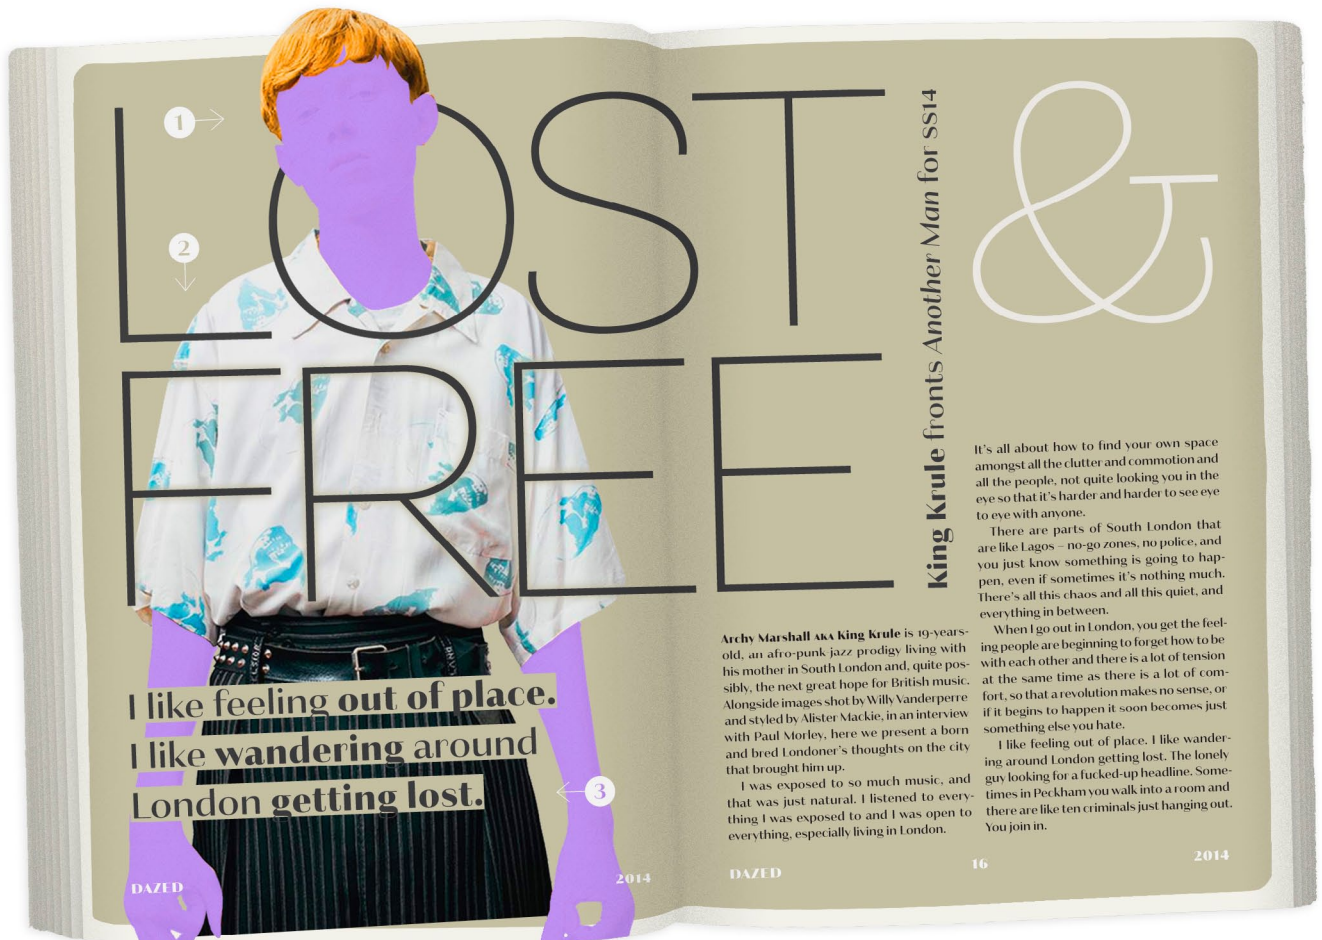 LOST
&
FREE
1
2
3
I like feeling out of place.
I like wandering around
London getting lost.
DAZED
2014
King Krule fronts Another Man for SS14
Archy Marshall AKA King Krule is 19-years-
old, an afro-punk-jazz prodigy living with
his mother in South London and, quite pos-
sibly, the next great hope for British music.
Alongside images shot by Willy Vanderperre
and styled by Alister Mackie, in an interview
with Paul Morley, here we present a born
and bred Londoner's thoughts on the city
that brought him up.
I was exposed to so much music, and
that was just natural. I listened to every-
thing I was exposed to and I was open to
everything, especially living in London.
It's all about how to find your own space
amongst all the clutter and commotion and
all the people, not quite looking you in the
eye so that it's harder and harder to see eye
to eye with anyone.
There are parts of South London that
are like Lagos – no-go zones, no police, and
you just know something is going to hap-
pen, even if sometimes it's nothing much.
There's all this chaos and all this quiet, and
everything in between.
When I go out in London, you get the feel-
ing people are beginning to forget how to be
with each other and there is a lot of tension
at the same time as there is a lot of com-
fort, so that a revolution makes no sense, or
if it begins to happen it soon becomes just
something else you hate.
I like feeling out of place. I like wander-
ing around London getting lost. The lonely
guy looking for a fucked-up headline. Some-
times in Peckham you walk into a room and
there are like ten criminals just hanging out.
You join in.
DAZED
16
2014